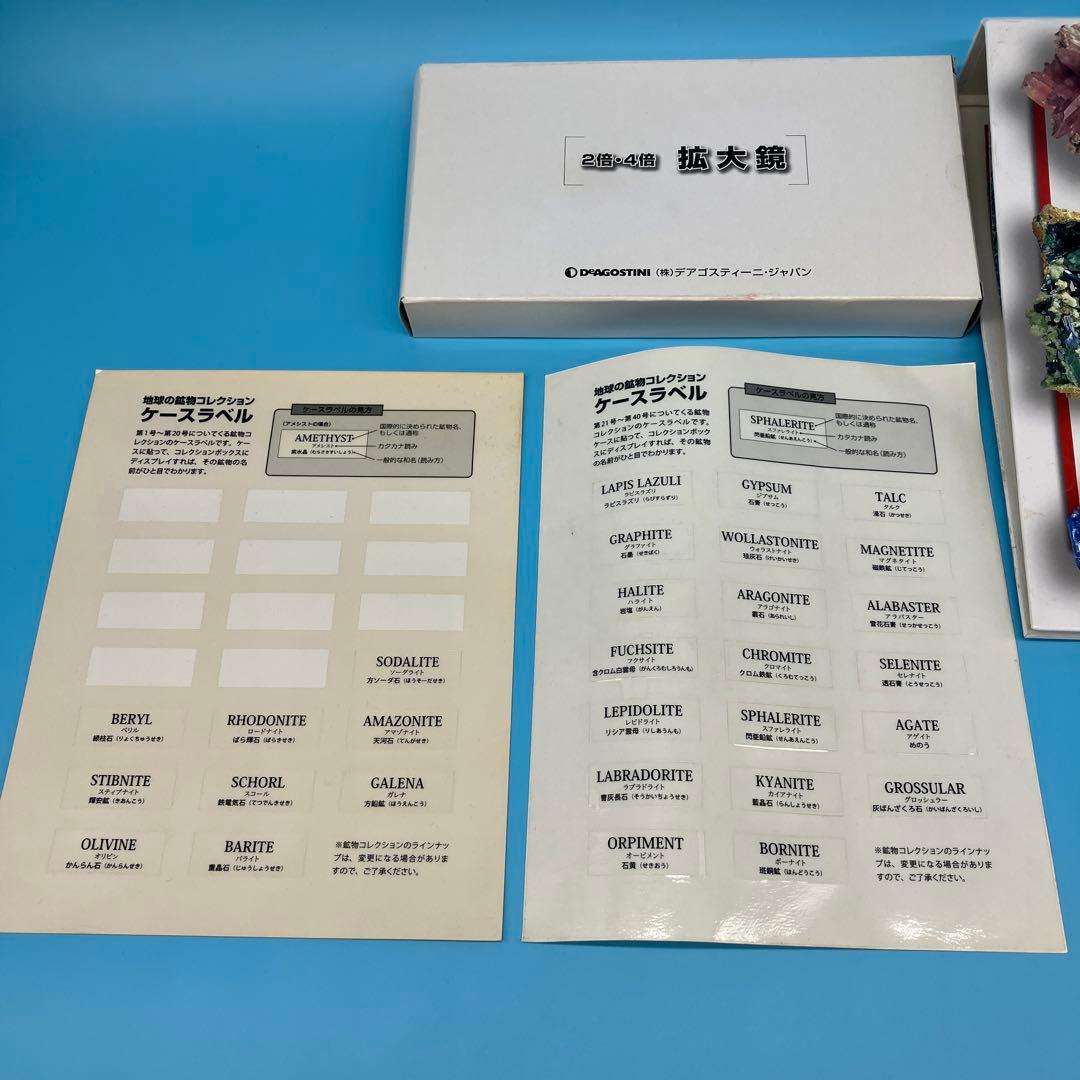 2倍・4倍 拡大鏡
DeAGOSTINI (株)デアゴスティーニ・ジャパン
地球の鉱物コレクション
ケースラベル
第1号〜第20号についてくる鉱物コ
レクションのケースラベルです。ケー
スに貼って、コレクションボックスに
ディスプレイすれば、その鉱物の名
前がひと目でわかります。
ケースラベルの見方
(アメシストの場合)
AMETHYST
アメシスト
紫水晶(むらさきすいしょう)
国際的に決められた鉱物名、
もしくは通称
カタカナ読み
一般的な和名(読み方)
SODALITE
ソーダライト
方ソーダ石(ほうそーだせき)
BERYL
ベリル
緑柱石(りょくちゅうせき)
RHODONITE
ロードナイト
ばら輝石(ばらきせき)
AMAZONITE
アマゾナイト
天河石(てんがせき)
STIBNITE
スティブナイト
輝安鉱(きあんこう)
SCHORL
スコール
鉄電気石(てつでんきせき)
GALENA
ガレナ
方鉛鉱(ほうえんこう)
OLIVINE
オリビン
かんらん石(かんらんせき)
BARITE
バライト
重晶石(じゅうしょうせき)
※鉱物コレクションのラインナッ
プは、変更になる場合がありま
すので、ご了承ください。
地球の鉱物コレクション
ケースラベル
第21号〜第40号についてくる鉱物
コレクションのケースラベルです。
ケースに貼って、コレクションボック
スにディスプレイすれば、その鉱物
の名前がひと目でわかります。
ケースラベルの見方
SPHALERITE
スファレライト
閃亜鉛鉱(せんあえんこう)
国際的に決められた鉱物名、
もしくは通称
カタカナ読み
一般的な和名(読み方)
LAPIS LAZULI
ラピスラズリ
ラピスラズリ(らぴすらずり)
GYPSUM
ジプサム
石膏(せっこう)
TALC
タルク
滑石(かっせき)
GRAPHITE
グラファイト
石墨(せきぼく)
WOLLASTONITE
ウォラストナイト
珪灰石(けいかいせき)
MAGNETITE
マグネタイト
磁鉄鉱(じてっこう)
HALITE
ハライト
岩塩(がんえん)
ARAGONITE
アラゴナイト
霰石(あられいし)
ALABASTER
アラバスター
雪花石膏(せっかせっこう)
FUCHSITE
フクサイト
含クロム白雲母(がんくろむしろうんも)
CHROMITE
クロマイト
クロム鉄鉱(くろむてっこう)
SELENITE
セレナイト
透石膏(とうせっこう)
LEPIDOLITE
レピドライト
リシア雲母(りしあうんも)
SPHALERITE
スファレライト
閃亜鉛鉱(せんあえんこう)
AGATE
アゲイト
めのう
LABRADORITE
ラブラドライト
曹灰長石(そうかいちょうせき)
KYANITE
カイアナイト
藍晶石(らんしょうせき)
GROSSULAR
グロッシュラー
灰ばんざくろ石(かいばんざくろいし)
ORPIMENT
オーピメント
石黄(せきおう)
BORNITE
ボーナイト
斑銅鉱(はんどうこう)
※鉱物コレクションのラインナッ
プは、変更になる場合がありま
すので、ご了承ください。